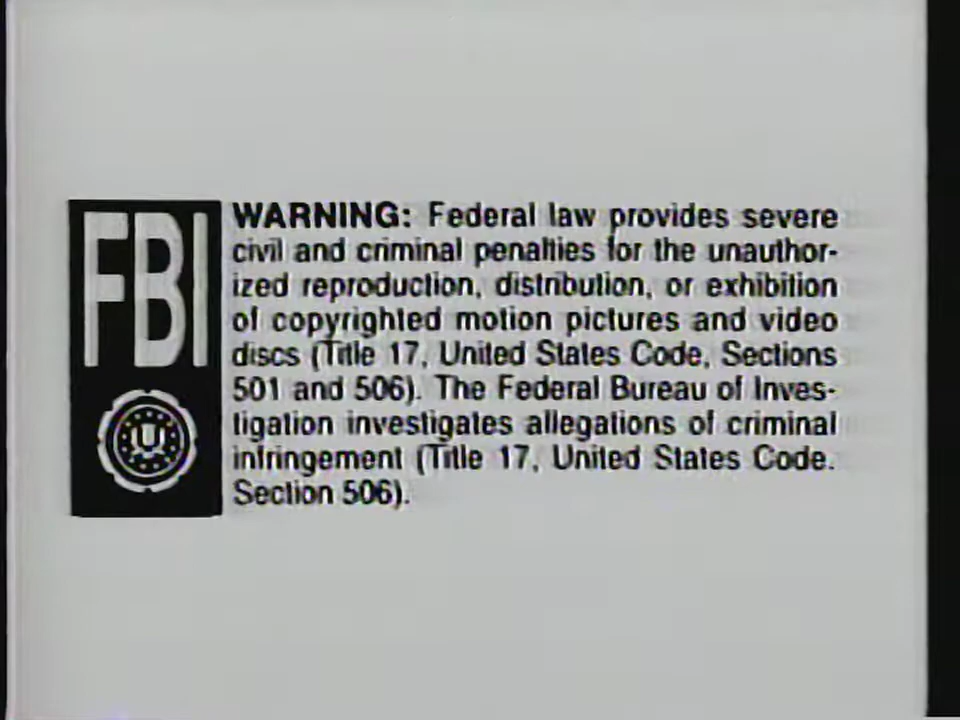 FBI
WARNING: Federal law provides severe
civil and criminal penalties for the unauthor-
ized reproduction, distribution, or exhibition
of copyrighted motion pictures and video
discs (Title 17, United States Code, Sections
501 and 506). The Federal Bureau of Inves-
tigation investigates allegations of criminal
infringement (Title 17, United States Code.
Section 506).